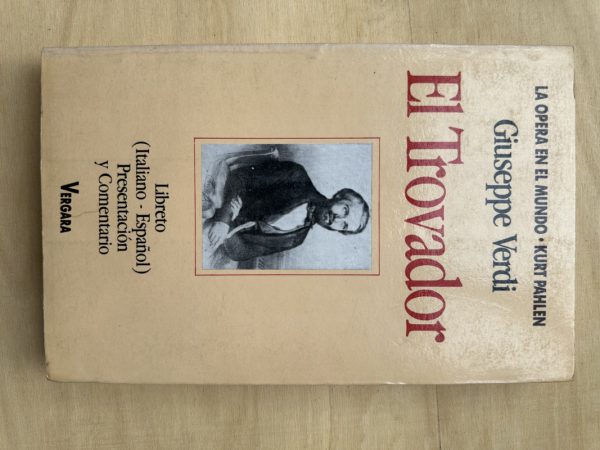 LA OPERA EN EL MUNDO • KURT PAHLEN
Giuseppe Verdi
El Trovador
Libreto
(Italiano - Español)
Presentación
y Comentario
VERGARA